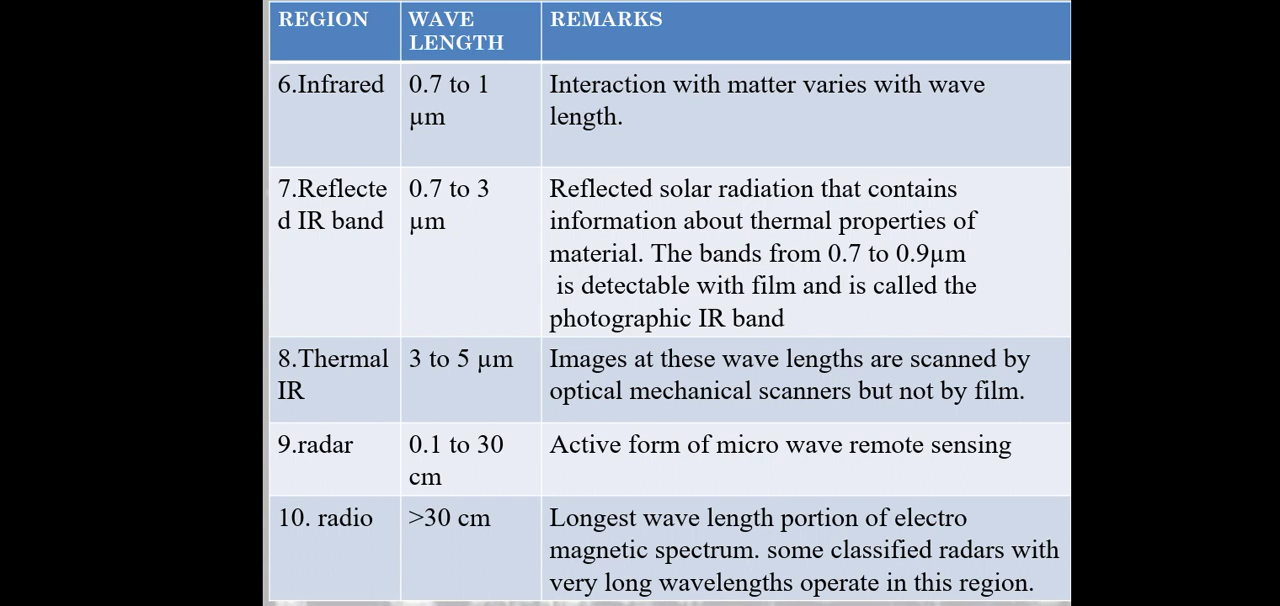 REGION
WAVE
LENGTH
REMARKS
6.Infrared
0.7 to 1
µm
Interaction with matter varies with wave
length.
7.Reflecte
d IR band
0.7 to 3
µm
Reflected solar radiation that contains
information about thermal properties of
material. The bands from 0.7 to 0.9µm
is detectable with film and is called the
photographic IR band
8.Thermal
IR
3 to 5 µm
Images at these wave lengths are scanned by
optical mechanical scanners but not by film.
9.radar
0.1 to 30
cm
Active form of micro wave remote sensing
10. radio
>30 cm
Longest wave length portion of electro
magnetic spectrum. some classified radars with
very long wavelengths operate in this region.